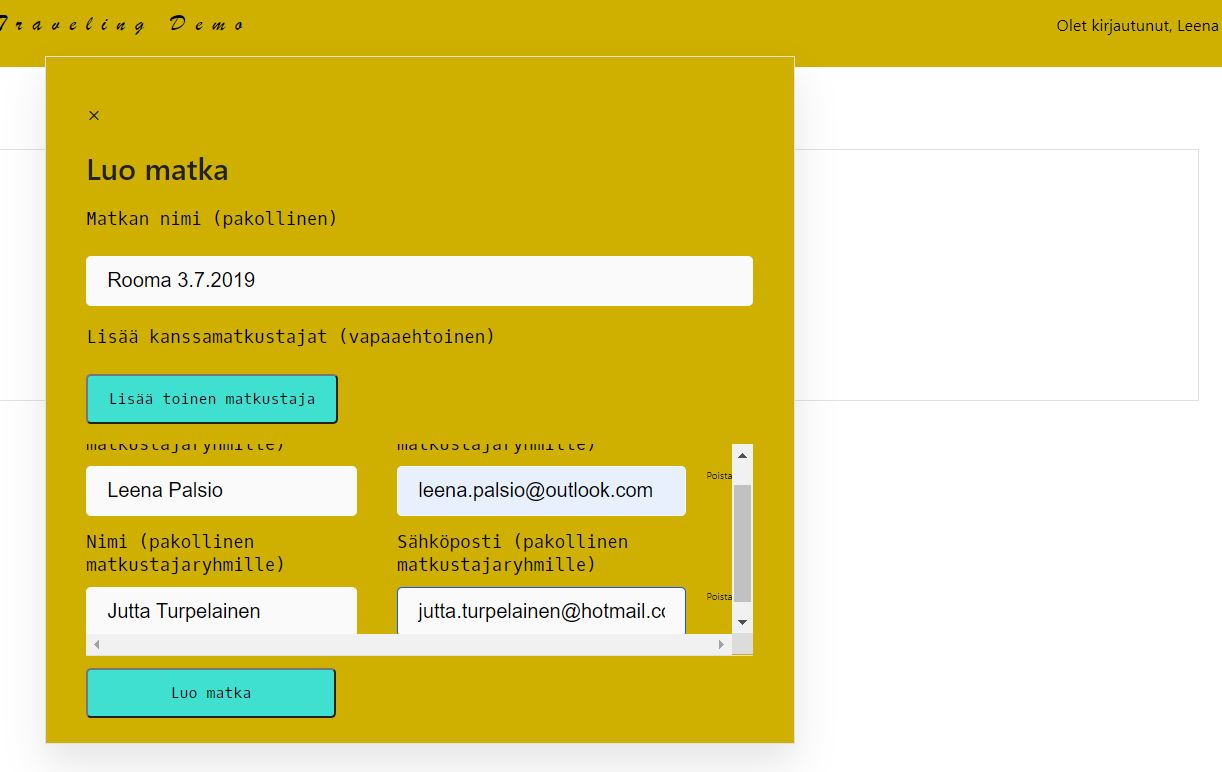 Traveling Demo
Olet kirjautunut, Leena
×
Luo matka
Matkan nimi (pakollinen)
Rooma 3.7.2019
Lisää kanssamatkustajat (vapaaehtoinen)
Lisää toinen matkustaja
matkustajaryhmille) matkustajaryhmille)
Leena Palsio leena.palsio@outlook.com Poista
Nimi (pakollinen Sähköposti (pakollinen
matkustajaryhmille) matkustajaryhmille)
Jutta Turpelainen jutta.turpelainen@hotmail.co Poista
Luo matka